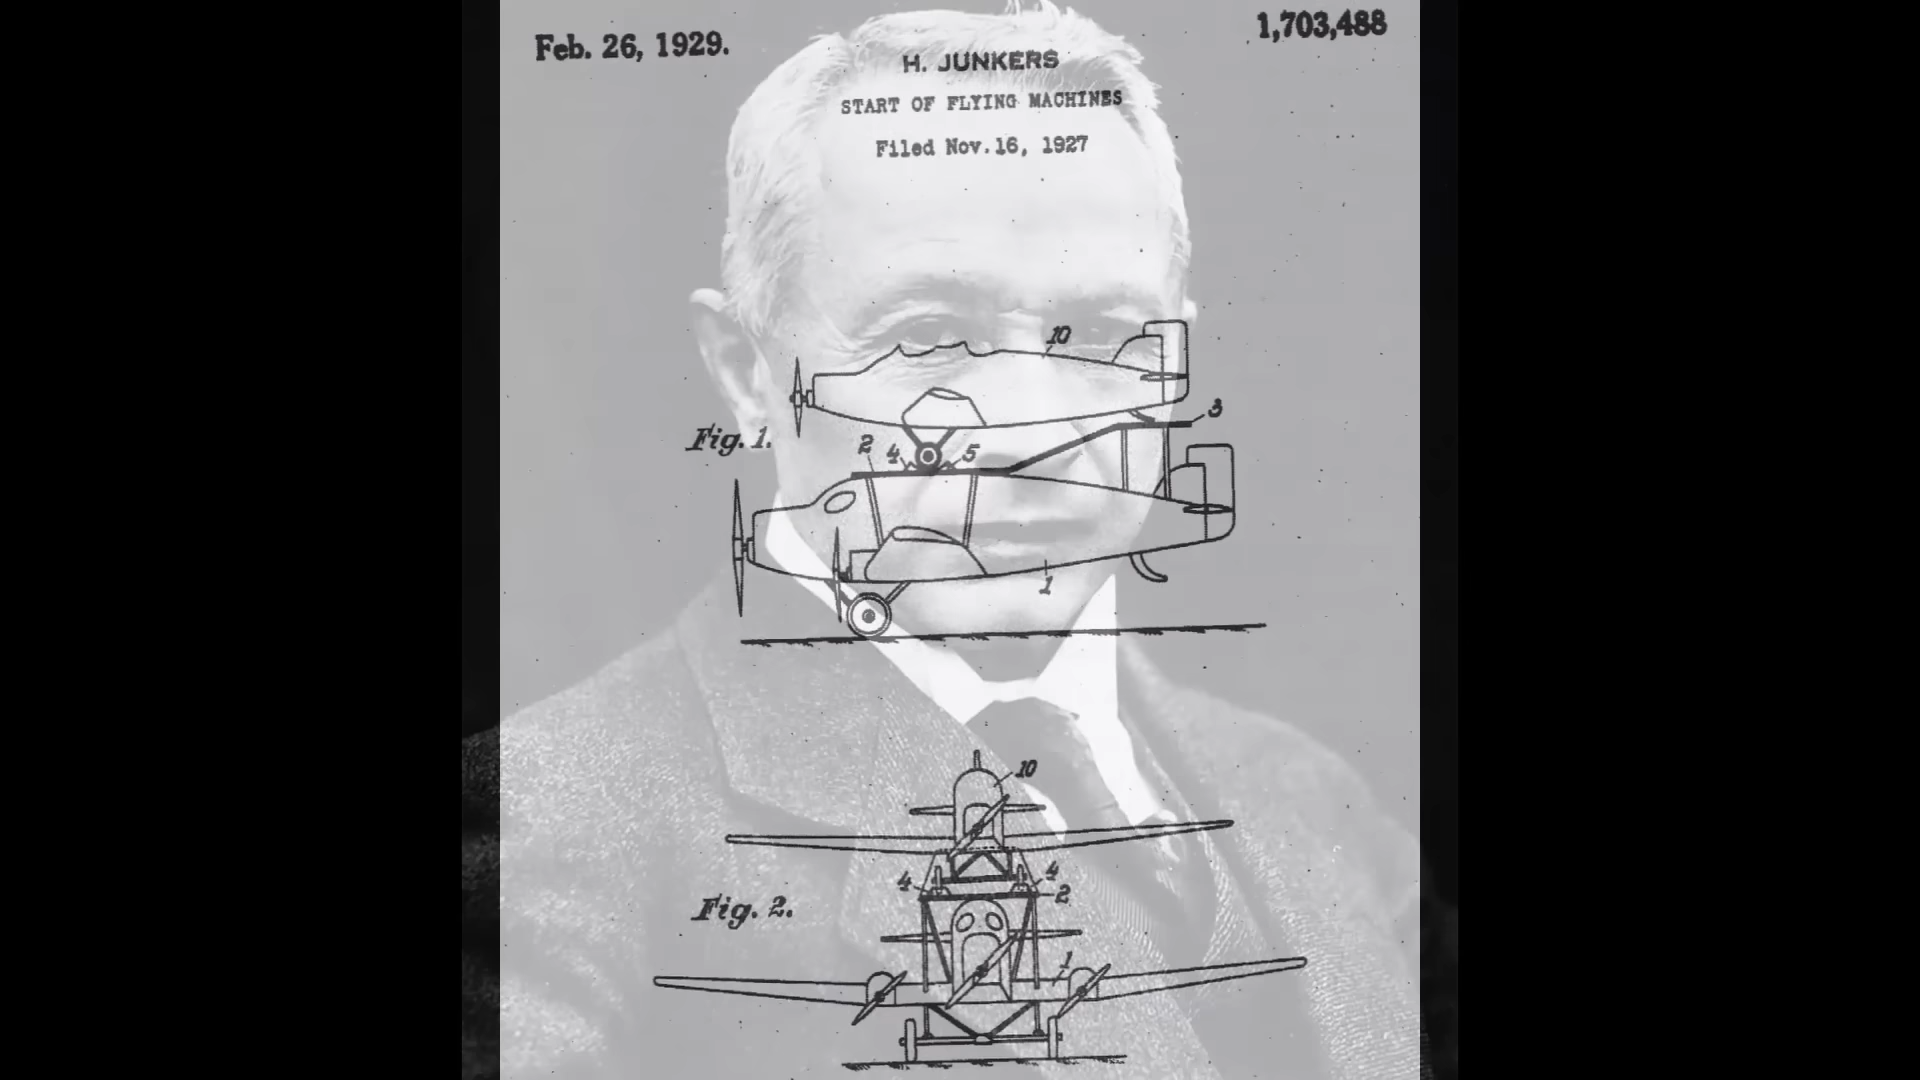 Feb. 26, 1929.
1,703,488
H. JUNKERS
START OF FLYING MACHINES
Filed Nov. 16, 1927
10
3
Fig. 1.
2
4
5
1
10
4
4
2
Fig. 2.
1